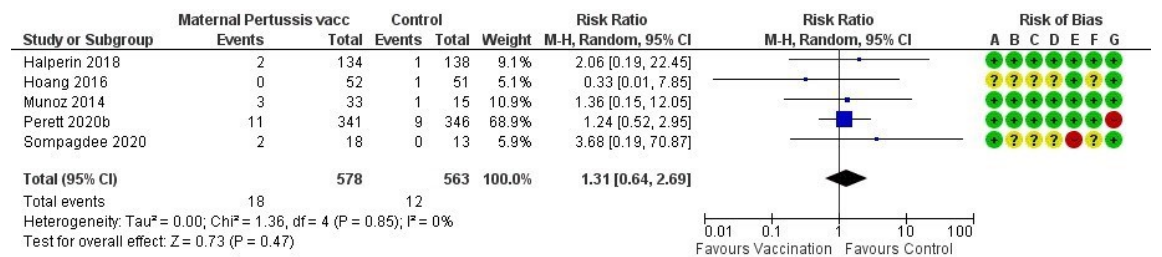 Maternal Pertussis vacc Control Risk Ratio Risk Ratio Risk of Bias
Study or Subgroup Events Total Events Total Weight M-H, Random, 95% CI M-H, Random, 95% CI A B C D E F G
Halperin 2018 2 134 1 138 9.1% 2.06 [0.19, 22.45] + + + + + + +
Hoang 2016 0 52 1 51 5.1% 0.33 [0.01, 7.85] ? ? ? ? + ? +
Munoz 2014 3 33 1 15 10.9% 1.36 [0.15, 12.05] + + + + + + +
Perett 2020b 11 341 9 346 68.9% 1.24 [0.52, 2.95] + + + + + + -
Sompagdee 2020 2 18 0 13 5.9% 3.68 [0.19, 70.87] + ? ? ? - ? +
Total (95% CI) 578 563 100.0% 1.31 [0.64, 2.69]
Total events 18 12
Heterogeneity: Tau² = 0.00; Chi² = 1.36, df = 4 (P = 0.85); I² = 0%
Test for overall effect: Z = 0.73 (P = 0.47)
0.01 0.1 1 10 100
Favours Vaccination Favours Control